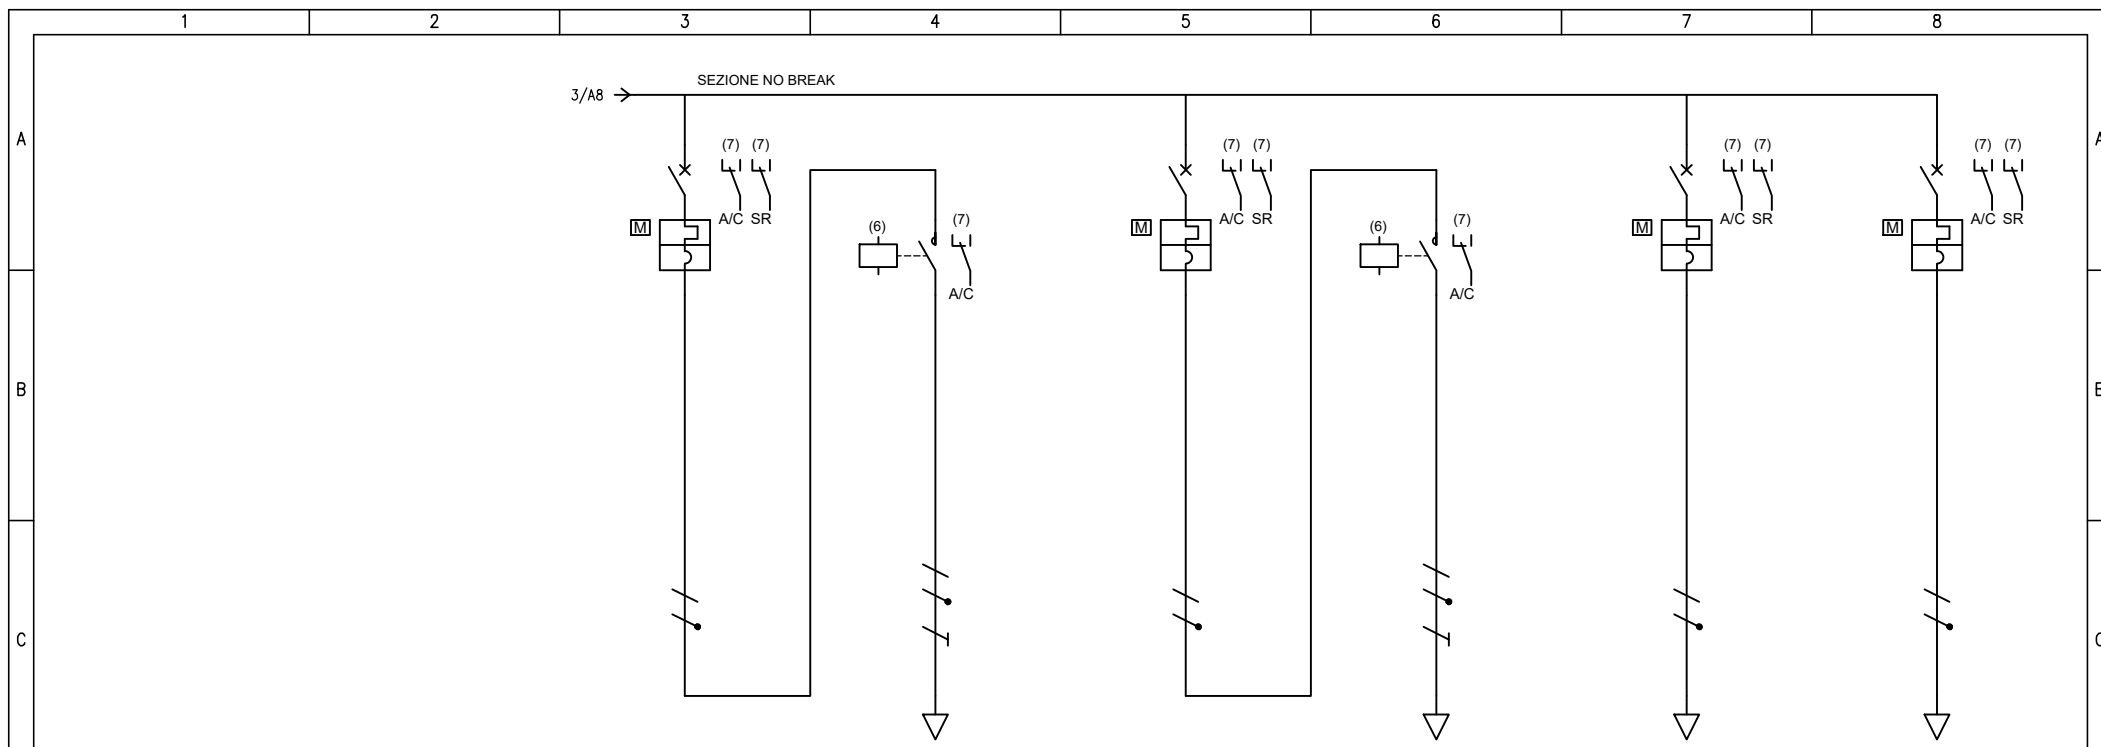 1 2 3 4 5 6 7 8
SEZIONE NO BREAK
3/A8
A A
(7) (7) (7) (7) (7) (7) (7) (7)
A/C SR A/C SR A/C SR A/C SR
M (6) (7) M (6) (7) M M
A/C A/C
B B
C C